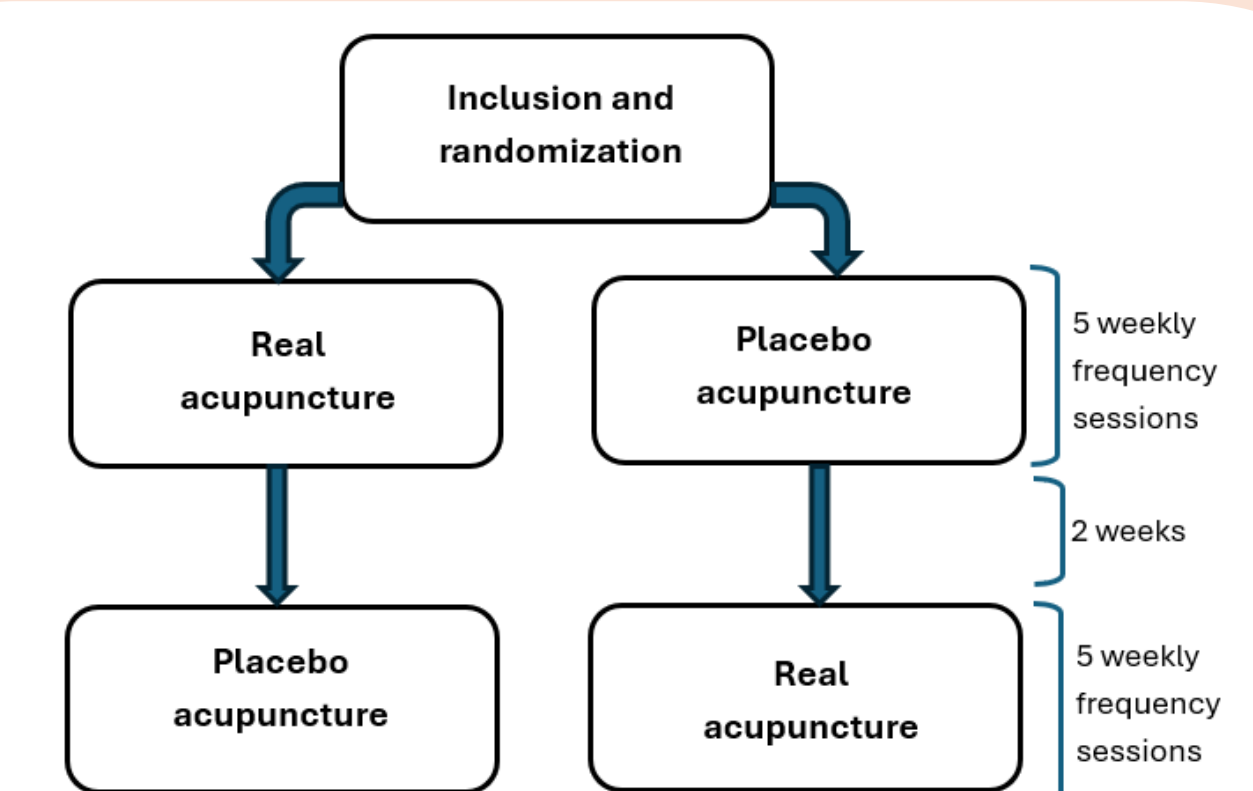 Inclusion and
randomization
Real
acupuncture
Placebo
acupuncture
5 weekly
frequency
sessions
2 weeks
Placebo
acupuncture
Real
acupuncture
5 weekly
frequency
sessions